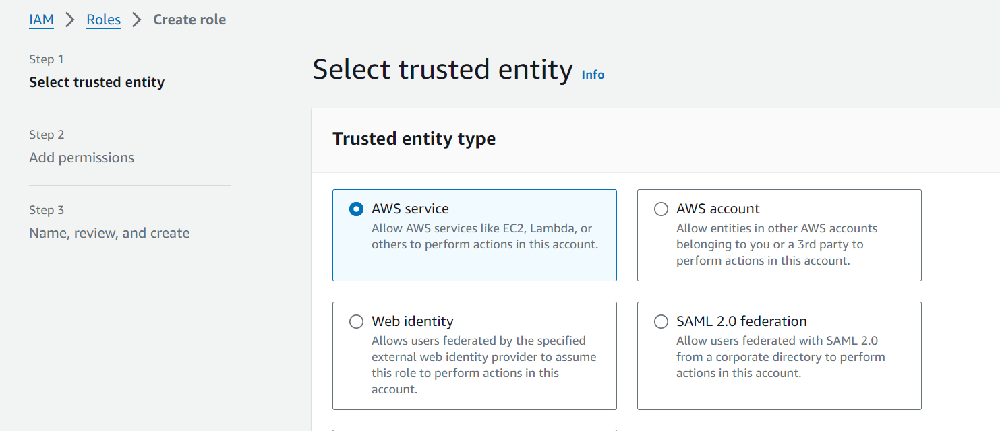 IAM > Roles > Create role
Step 1
Select trusted entity
Step 2
Add permissions
Step 3
Name, review, and create
Select trusted entity Info
Trusted entity type
AWS service
Allow AWS services like EC2, Lambda, or
others to perform actions in this account.
AWS account
Allow entities in other AWS accounts
belonging to you or a 3rd party to
perform actions in this account.
Web identity
Allows users federated by the specified
external web identity provider to assume
this role to perform actions in this
account.
SAML 2.0 federation
Allow users federated with SAML 2.0
from a corporate directory to perform
actions in this account.